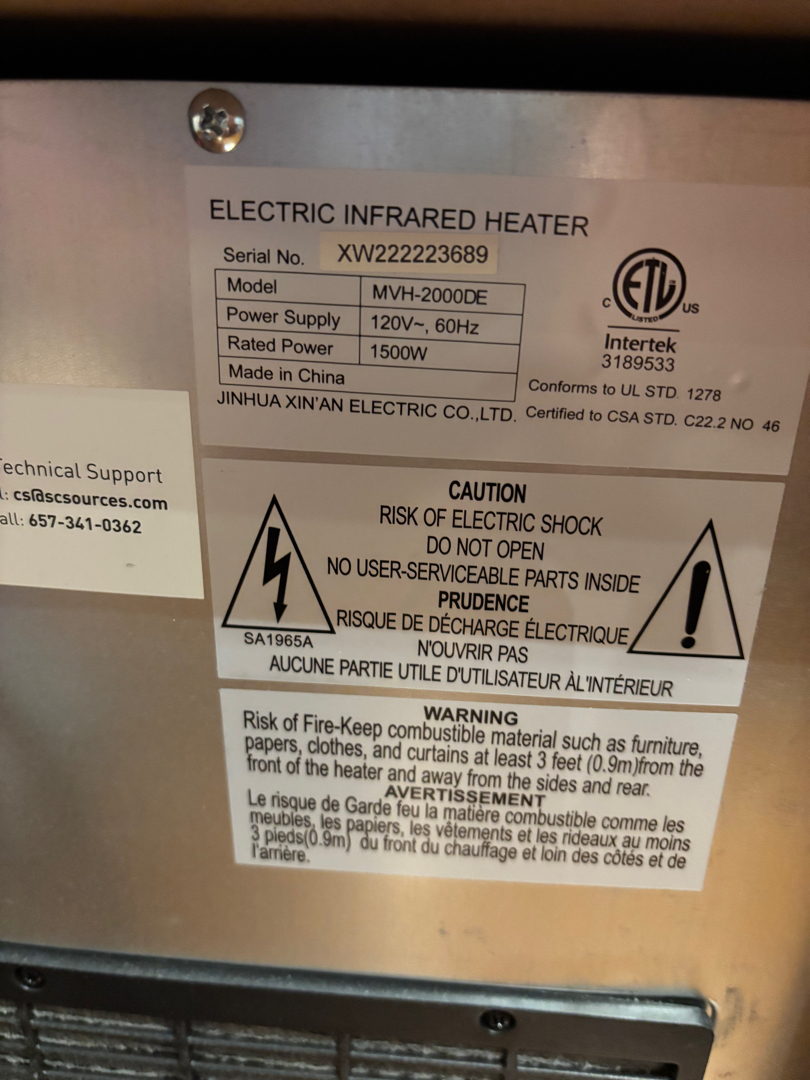 ELECTRIC INFRARED HEATER
Serial No. XW222223689
Model MVH-2000DE
Power Supply 120V~, 60Hz
Rated Power 1500W
Made in China
JINHUA XIN'AN ELECTRIC CO.,LTD.
C ETL US
LISTED
Intertek
3189533
Conforms to UL STD. 1278
Certified to CSA STD. C22.2 NO 46
Technical Support
: cs@scsources.com
all: 657-341-0362
CAUTION
RISK OF ELECTRIC SHOCK
DO NOT OPEN
NO USER-SERVICEABLE PARTS INSIDE
PRUDENCE
RISQUE DE DÉCHARGE ÉLECTRIQUE
N'OUVRIR PAS
AUCUNE PARTIE UTILE D'UTILISATEUR ÀL'INTÉRIEUR
SA1965A
WARNING
Risk of Fire-Keep combustible material such as furniture,
papers, clothes, and curtains at least 3 feet (0.9m)from the
front of the heater and away from the sides and rear.
AVERTISSEMENT
Le risque de Garde feu la matière combustible comme les
meubles, les papiers, les vêtements et les rideaux au moins
3 pieds(0.9m) du front du chauffage et loin des côtés et de
l'arrière.